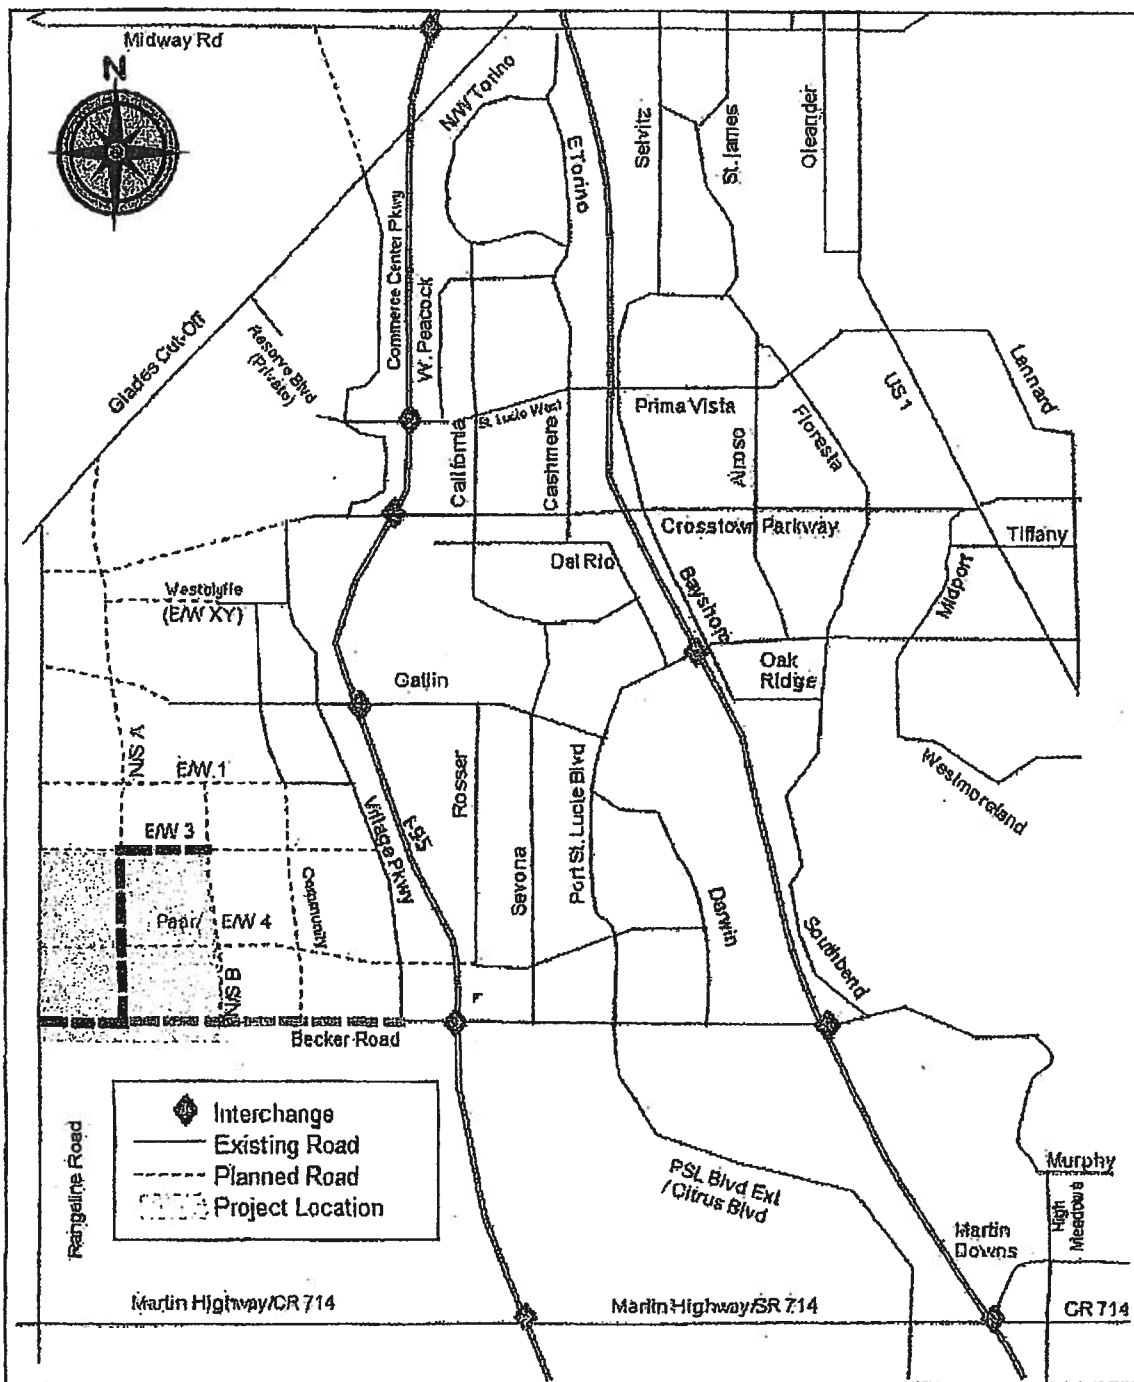 Midway Rd
N
N/W Torino
E Torino
Selvitz
St. James
Oleander
Commerce Center Pkwy
W. Peacock
Glades Cut-Off
Reserve Blvd
(Private)
St Lucie West
California
Cashmere
Prima Vista
Airoso
Floresta
US 1
Lennard
Crosstown Parkway
Tiffany
Midport
Del Rio
Bayshore
Westclyffe
(E/W XY)
Oak
Ridge
Gatlin
N/S A
E/W 1
Rosser
Port St. Lucie Blvd
Westmoreland
I-95
Village Pkwy
E/W 3
Sevona
Darwin
Community
Paar/ E/W 4
Southbend
N/S B
Becker Road
Interchange
Existing Road
Planned Road
Project Location
Rangeline Road
PSL Blvd Ext
/Citrus Blvd
Murphy
High
Meadows
Martin
Downs
Martin Highway/CR 714
Martin Highway/SR 714
CR 714